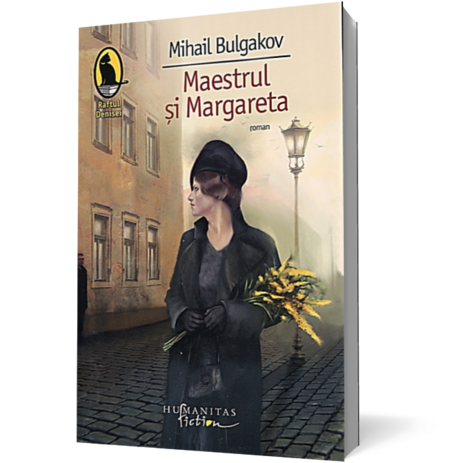 Mihail Bulgakov
Maestrul
și Margareta
roman
Raftul
Denisei
HUMANITAS
fiction